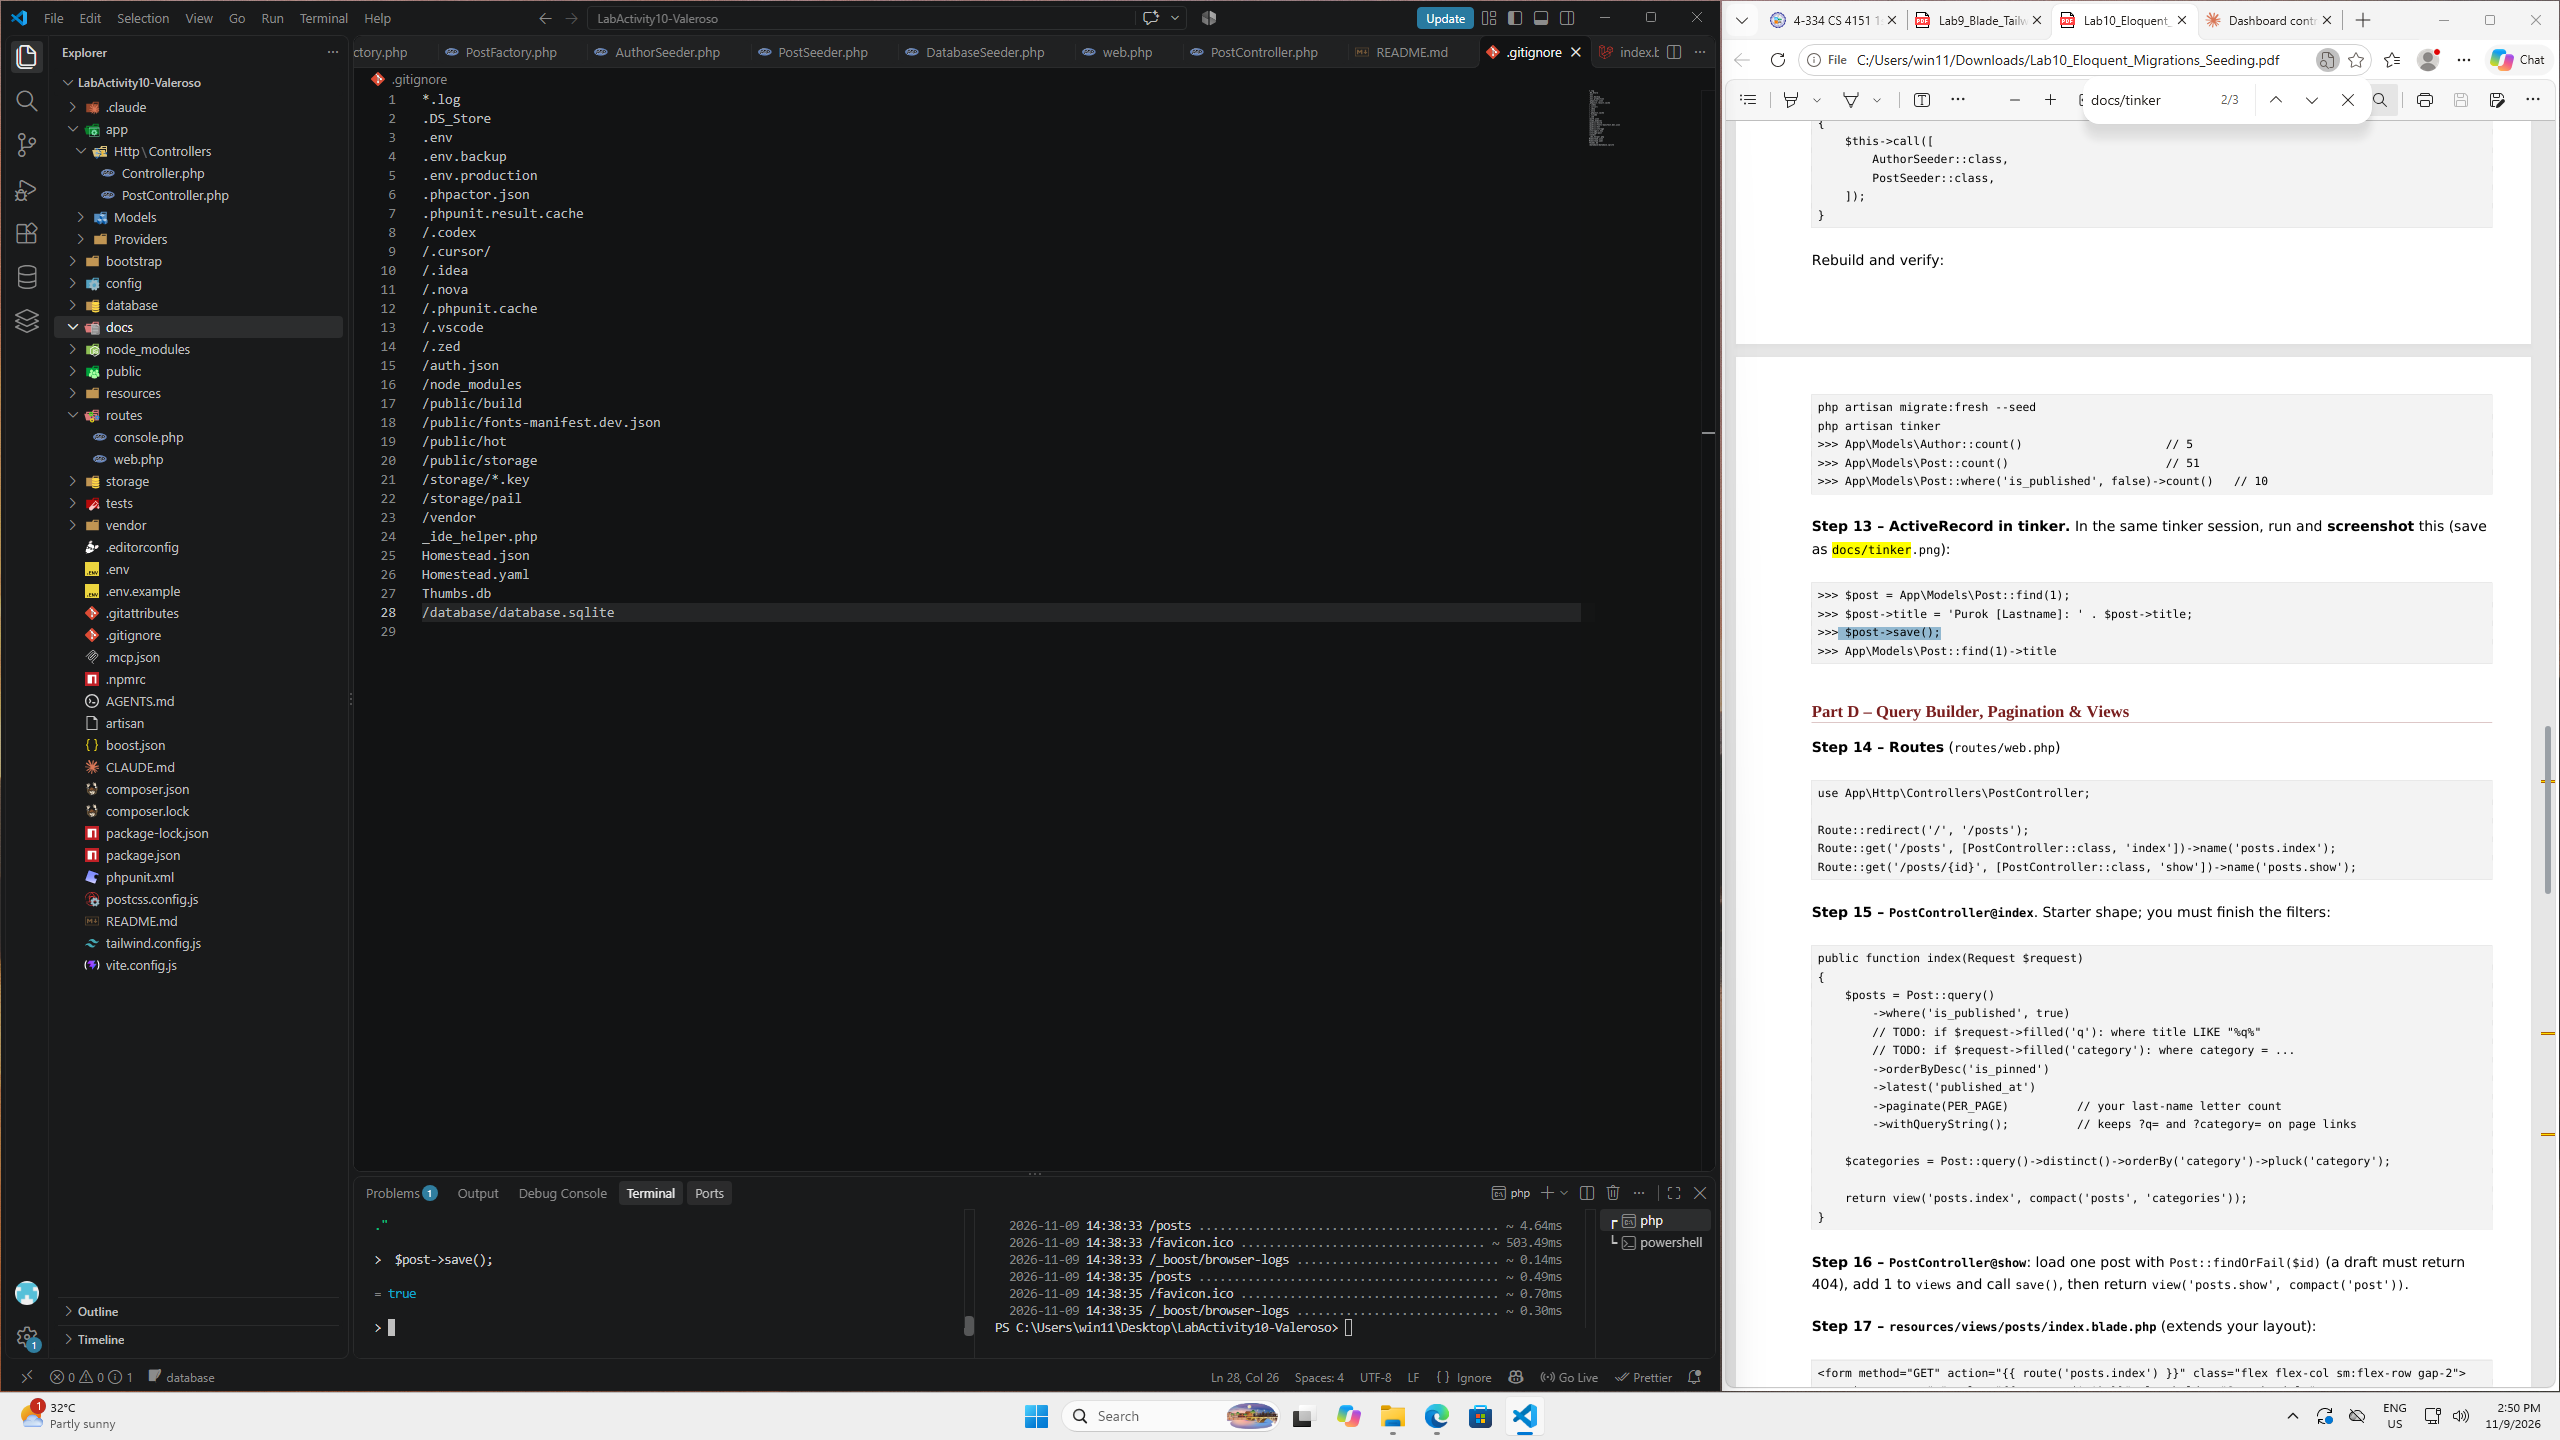 File Edit Selection View Go Run Terminal Help
LabActivity10-Valeroso
Update
Explorer
LabActivity10-Valeroso
.claude
app
Http\Controllers
Controller.php
PostController.php
Models
Providers
bootstrap
config
database
docs
node_modules
public
resources
routes
console.php
web.php
storage
tests
vendor
.editorconfig
.env
.env.example
.gitattributes
.gitignore
.mcp.json
.npmrc
AGENTS.md
artisan
boost.json
CLAUDE.md
composer.json
composer.lock
package-lock.json
package.json
phpunit.xml
postcss.config.js
README.md
tailwind.config.js
vite.config.js
Outline
Timeline
ctory.php PostFactory.php AuthorSeeder.php PostSeeder.php DatabaseSeeder.php web.php PostController.php README.md .gitignore index.b
.gitignore
1 *.log
2 .DS_Store
3 .env
4 .env.backup
5 .env.production
6 .phpactor.json
7 .phpunit.result.cache
8 /.codex
9 /.cursor/
10 /.idea
11 /.nova
12 /.phpunit.cache
13 /.vscode
14 /.zed
15 /auth.json
16 /node_modules
17 /public/build
18 /public/fonts-manifest.dev.json
19 /public/hot
20 /public/storage
21 /storage/*.key
22 /storage/pail
23 /vendor
24 _ide_helper.php
25 Homestead.json
26 Homestead.yaml
27 Thumbs.db
28 /database/database.sqlite
29
Problems 1 Output Debug Console Terminal Ports
php
."
> $post->save();
= true
>
2026-11-09 14:38:33 /posts ........................................ ~ 4.64ms
2026-11-09 14:38:33 /favicon.ico ................................ ~ 503.49ms
2026-11-09 14:38:33 /_boost/browser-logs .......................... ~ 0.14ms
2026-11-09 14:38:35 /posts ........................................ ~ 0.49ms
2026-11-09 14:38:35 /favicon.ico .................................. ~ 0.70ms
2026-11-09 14:38:35 /_boost/browser-logs .......................... ~ 0.30ms
PS C:\Users\win11\Desktop\LabActivity10-Valeroso>
php
powershell
1
0 0 1 database
Ln 28, Col 26 Spaces: 4 UTF-8 LF { } Ignore Go Live Prettier
4-334 CS 4151 1 Lab9_Blade_Tailw Lab10_Eloquent_ Dashboard contr
File C:/Users/win11/Downloads/Lab10_Eloquent_Migrations_Seeding.pdf
Chat
docs/tinker 2/3
{
$this->call([
AuthorSeeder::class,
PostSeeder::class,
]);
}
Rebuild and verify:
php artisan migrate:fresh --seed
php artisan tinker
>>> App\Models\Author::count() // 5
>>> App\Models\Post::count() // 51
>>> App\Models\Post::where('is_published', false)->count() // 10
Step 13 – ActiveRecord in tinker. In the same tinker session, run and screenshot this (save
as docs/tinker.png):
>>> $post = App\Models\Post::find(1);
>>> $post->title = 'Purok [Lastname]: ' . $post->title;
>>> $post->save();
>>> App\Models\Post::find(1)->title
Part D – Query Builder, Pagination & Views
Step 14 – Routes (routes/web.php)
use App\Http\Controllers\PostController;
Route::redirect('/', '/posts');
Route::get('/posts', [PostController::class, 'index'])->name('posts.index');
Route::get('/posts/{id}', [PostController::class, 'show'])->name('posts.show');
Step 15 – PostController@index. Starter shape; you must finish the filters:
public function index(Request $request)
{
$posts = Post::query()
->where('is_published', true)
// TODO: if $request->filled('q'): where title LIKE "%q%"
// TODO: if $request->filled('category'): where category = ...
->orderByDesc('is_pinned')
->latest('published_at')
->paginate(PER_PAGE) // your last-name letter count
->withQueryString(); // keeps ?q= and ?category= on page links
$categories = Post::query()->distinct()->orderBy('category')->pluck('category');
return view('posts.index', compact('posts', 'categories'));
}
Step 16 – PostController@show: load one post with Post::findOrFail($id) (a draft must return
404), add 1 to views and call save(), then return view('posts.show', compact('post')).
Step 17 – resources/views/posts/index.blade.php (extends your layout):
<form method="GET" action="{{ route('posts.index') }}" class="flex flex-col sm:flex-row gap-2">
1
32°C
Partly sunny
Search
ENG
US
2:50 PM
11/9/2026